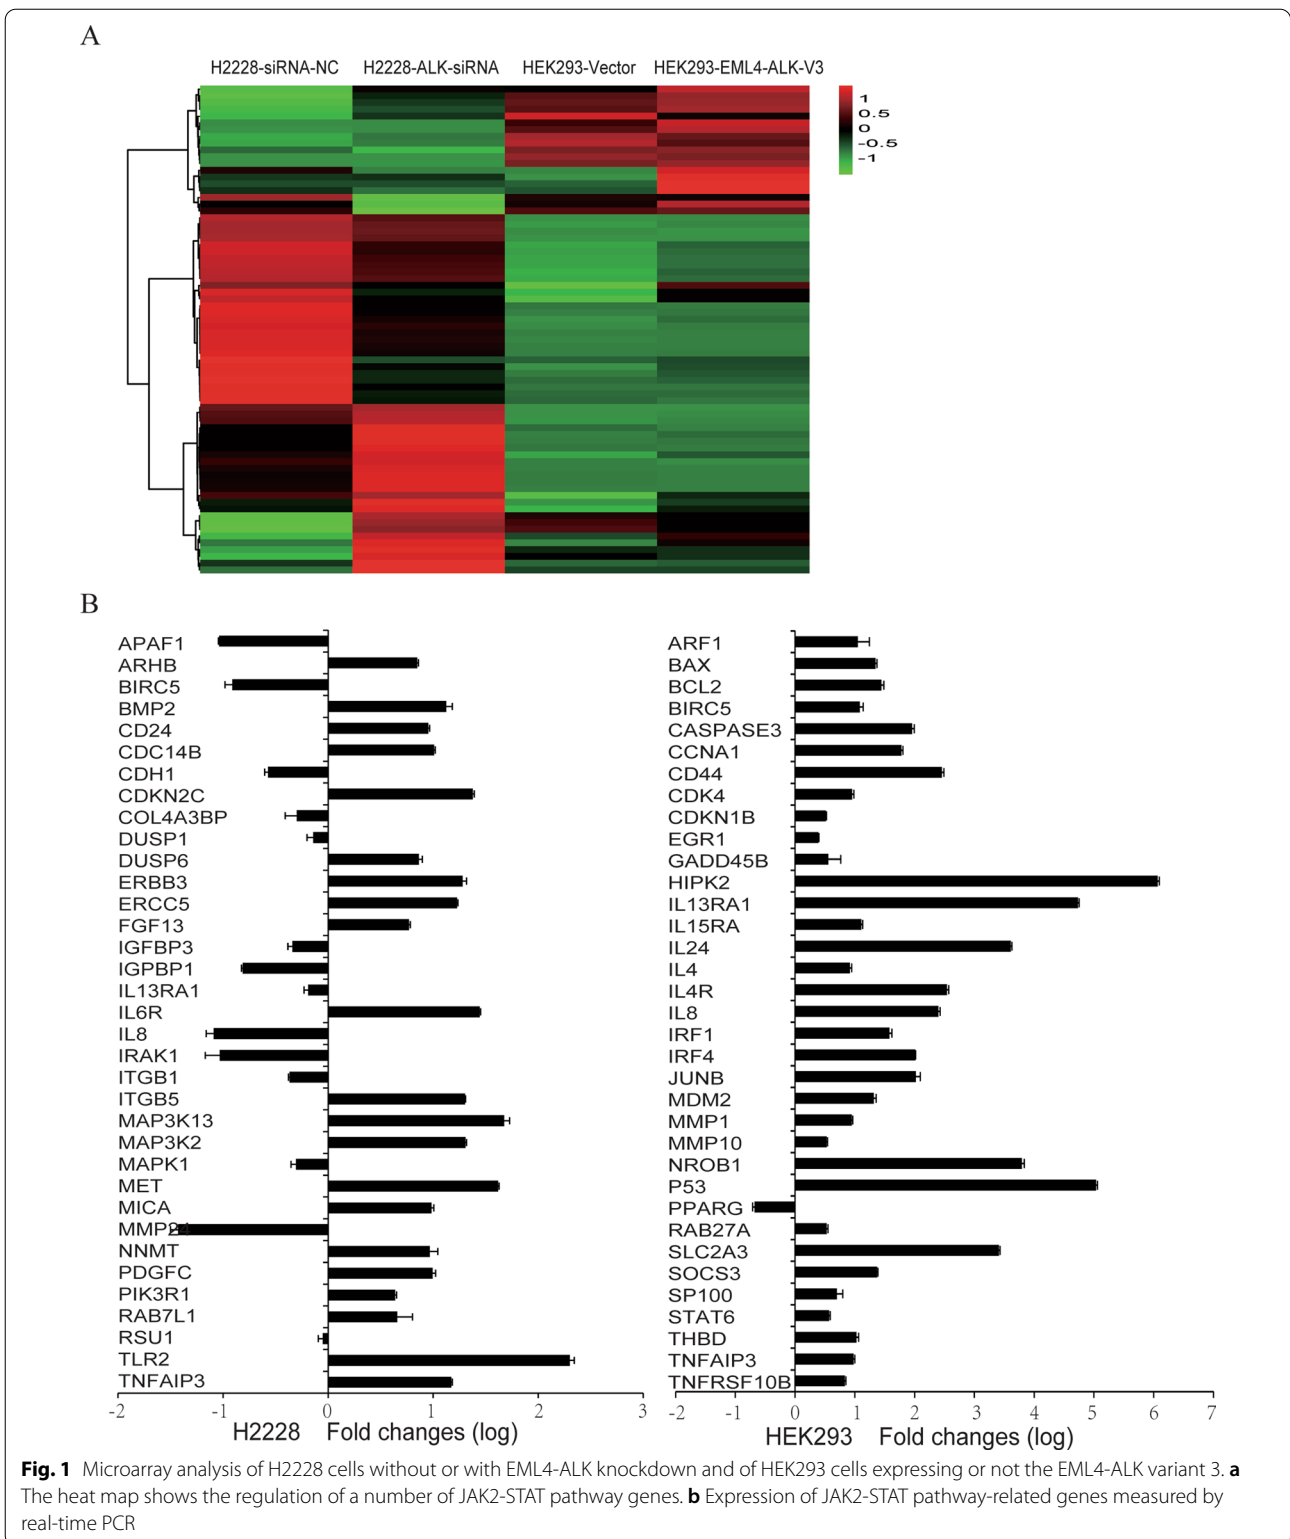 A
H2228-siRNA-NC H2228-ALK-siRNA HEK293-Vector HEK293-EML4-ALK-V3
1
0.5
0
-0.5
-1
B
APAF1
ARHB
BIRC5
BMP2
CD24
CDC14B
CDH1
CDKN2C
COL4A3BP
DUSP1
DUSP6
ERBB3
ERCC5
FGF13
IGFBP3
IGPBP1
IL13RA1
IL6R
IL8
IRAK1
ITGB1
ITGB5
MAP3K13
MAP3K2
MAPK1
MET
MICA
MMP24
NNMT
PDGFC
PIK3R1
RAB7L1
RSU1
TLR2
TNFAIP3
-2 -1 0 1 2 3
H2228 Fold changes (log)
ARF1
BAX
BCL2
BIRC5
CASPASE3
CCNA1
CD44
CDK4
CDKN1B
EGR1
GADD45B
HIPK2
IL13RA1
IL15RA
IL24
IL4
IL4R
IL8
IRF1
IRF4
JUNB
MDM2
MMP1
MMP10
NROB1
P53
PPARG
RAB27A
SLC2A3
SOCS3
SP100
STAT6
THBD
TNFAIP3
TNFRSF10B
-2 -1 0 1 2 3 4 5 6 7
HEK293 Fold changes (log)
Fig. 1 Microarray analysis of H2228 cells without or with EML4-ALK knockdown and of HEK293 cells expressing or not the EML4-ALK variant 3. a
The heat map shows the regulation of a number of JAK2-STAT pathway genes. b Expression of JAK2-STAT pathway-related genes measured by
real-time PCR